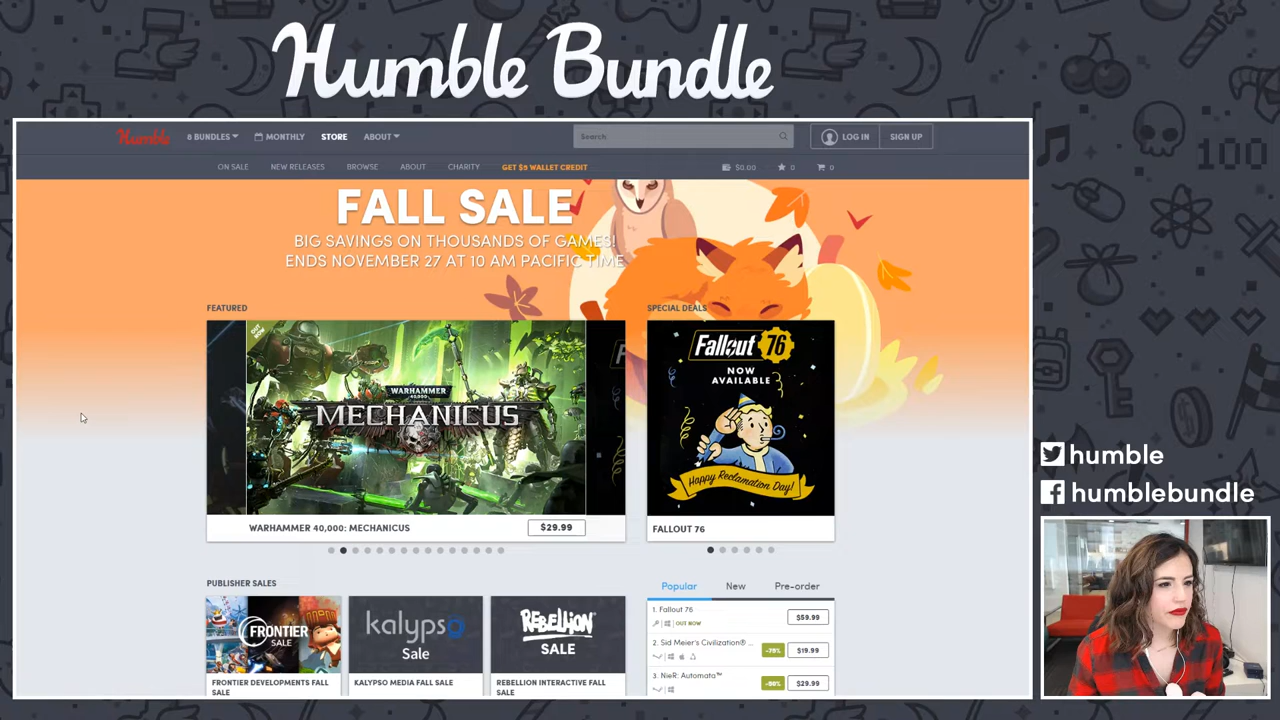 Humble Bundle
Humble
6 BUNDLES
MONTHLY
STORE
ABOUT
Search
LOG IN
SIGN UP
ON SALE
NEW RELEASES
BROWSE
ABOUT
CHARITY
GET $5 WALLET CREDIT
$0.00
0
0
FALL SALE
BIG SAVINGS ON THOUSANDS OF GAMES!
ENDS NOVEMBER 27 AT 10 AM PACIFIC TIME
FEATURED
SPECIAL DEALS
OUT NOW
WARHAMMER
40,000
MECHANICUS
WARHAMMER 40,000: MECHANICUS
$29.99
Fallout 76
NOW
AVAILABLE
Happy Reclamation Day!
FALLOUT 76
PUBLISHER SALES
FRONTIER
SALE
FRONTIER DEVELOPMENTS FALL
SALE
kalypso
Sale
KALYPSO MEDIA FALL SALE
REBELLION
SALE
REBELLION INTERACTIVE FALL
SALE
Popular
New
Pre-order
1. Fallout 76
OUT NOW
$59.99
2. Sid Meier's Civilization® ...
$19.99
3. NieR: Automata™
$29.99
100
humble
humblebundle